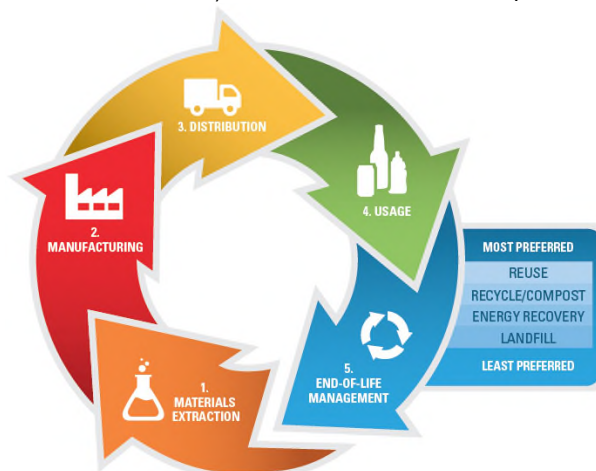 3. DISTRIBUTION
4. USAGE
2.
MANUFACTURING
MOST PREFERRED
REUSE
RECYCLE/COMPOST
ENERGY RECOVERY
LANDFILL
LEAST PREFERRED
5.
END-OF-LIFE
MANAGEMENT
1.
MATERIALS
EXTRACTION